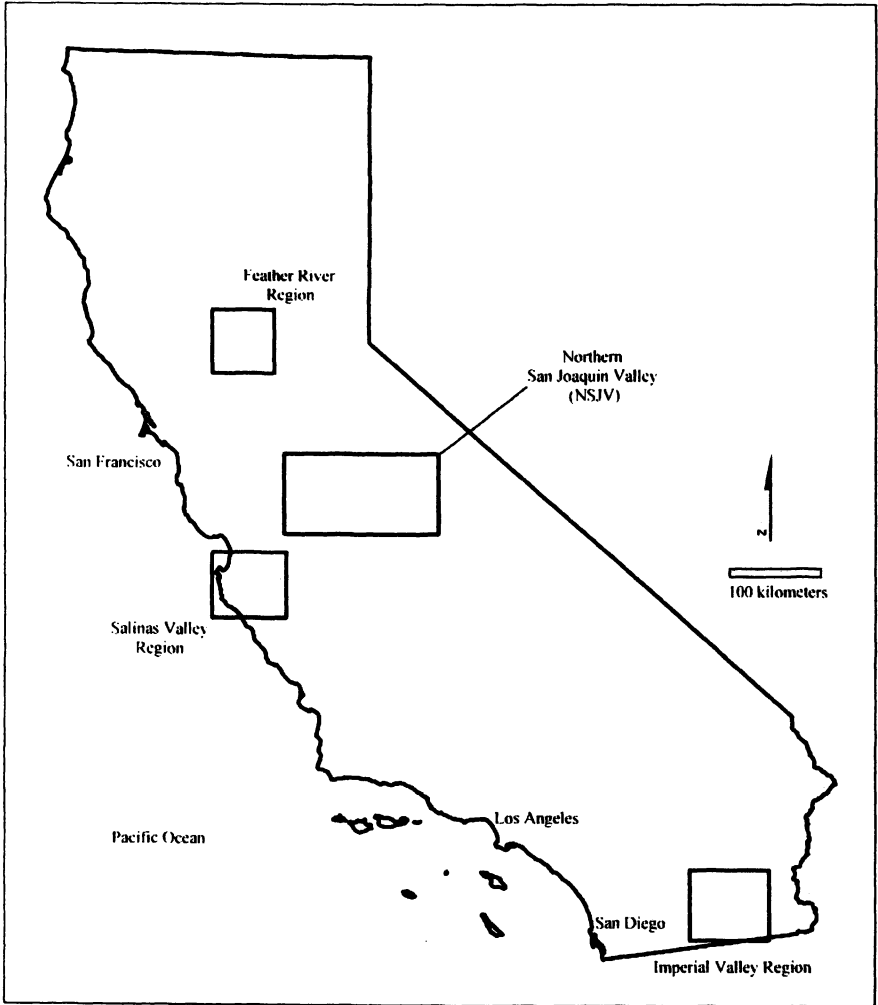 Feather River
Region
Northern
San Joaquin Valley
(NSJV)
San Francisco
N
100 kilometers
Salinas Valley
Region
Los Angeles
Pacific Ocean
San Diego
Imperial Valley Region